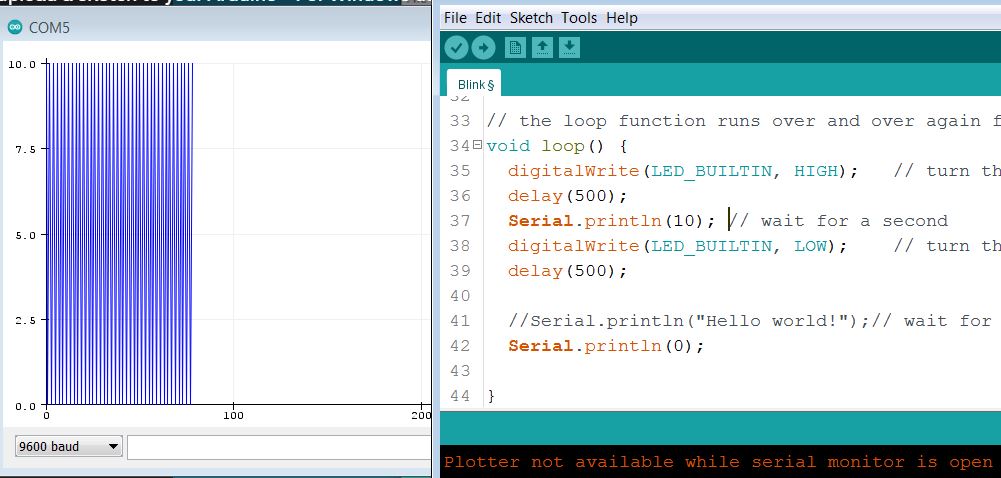 COM5
10.0
7.5
5.0
2.5
0.0
0 100 200
9600 baud
File Edit Sketch Tools Help
Blink §
32
33 // the loop function runs over and over again f
34 void loop() {
35 digitalWrite(LED_BUILTIN, HIGH); // turn th
36 delay(500);
37 Serial.println(10); // wait for a second
38 digitalWrite(LED_BUILTIN, LOW); // turn th
39 delay(500);
40
41 //Serial.println("Hello world!");// wait for
42 Serial.println(0);
43
44 }
Plotter not available while serial monitor is open